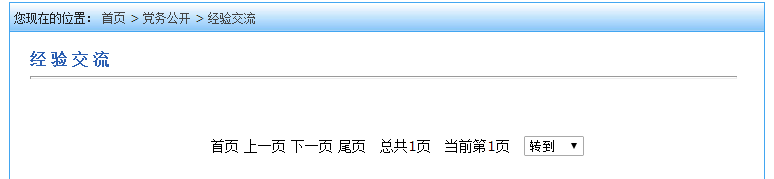 您现在的位置： 首页 > 党务公开 > 经验交流
经验交流
首页 上一页 下一页 尾页 总共1页 当前第1页 转到 ▼